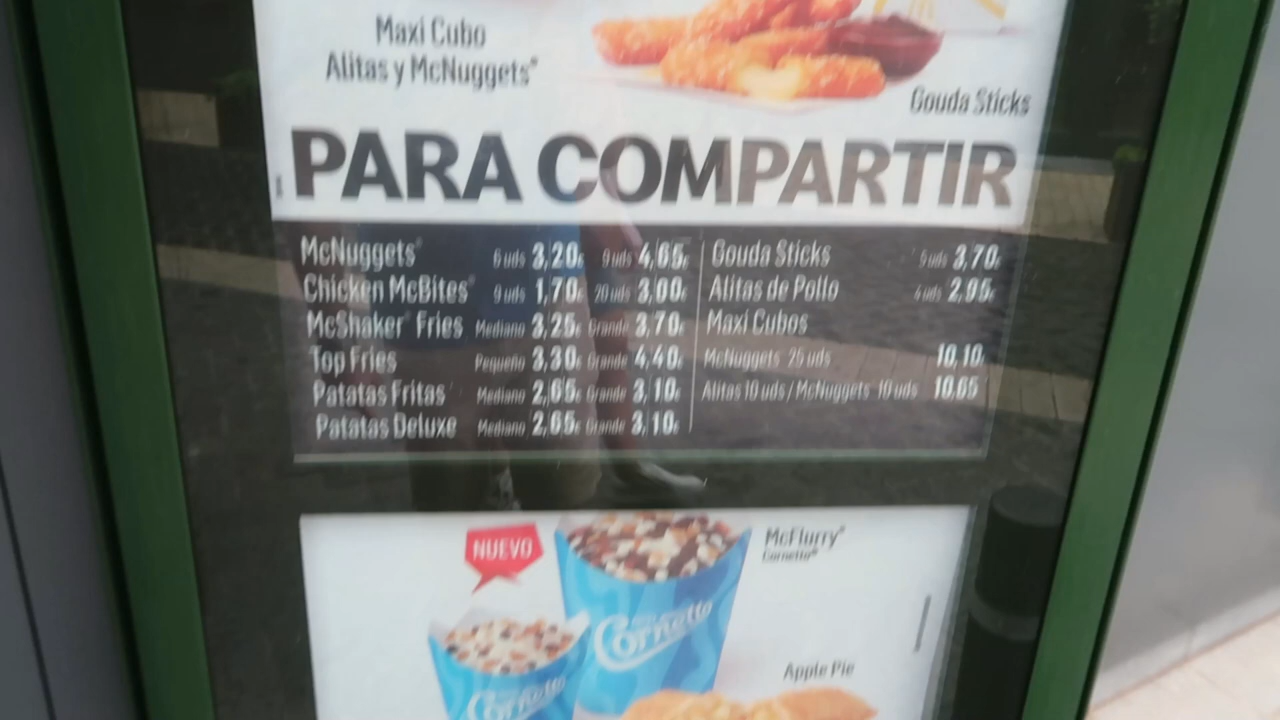 Maxi Cubo
Alitas y McNuggets®
Gouda Sticks
PARA COMPARTIR
McNuggets® 6 uds 3,20€ 9 uds 4,65€
Chicken McBites® 9 uds 1,70€ 20 uds 3,00€
McShaker® Fries Mediano 3,25€ Grande 3,70€
Top Fries Pequeño 3,30€ Grande 4,40€
Patatas Fritas Mediano 2,65€ Grande 3,10€
Patatas Deluxe Mediano 2,65€ Grande 3,10€
Gouda Sticks 5 uds 3,70€
Alitas de Pollo 4 uds 2,95€
Maxi Cubos
McNuggets 25 uds 10,10€
Alitas 10 uds / McNuggets 10 uds 10,65
NUEVO
McFlurry®
Cornetto®
Cornetto
Cornetto
Apple Pie